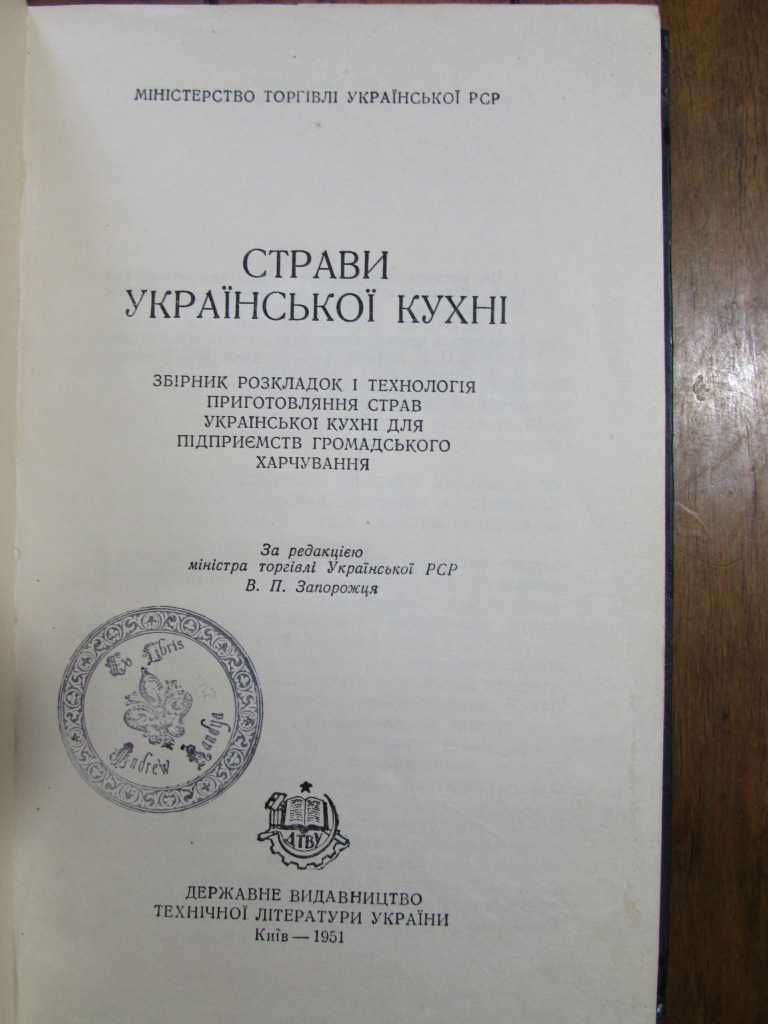 МІНІСТЕРСТВО ТОРГІВЛІ УКРАЇНСЬКОЇ РСР
СТРАВИ
УКРАЇНСЬКОЇ КУХНІ
ЗБІРНИК РОЗКЛАДОК І ТЕХНОЛОГІЯ
ПРИГОТОВЛЯННЯ СТРАВ
УКРАЇНСЬКОЇ КУХНІ ДЛЯ
ПІДПРИЄМСТВ ГРОМАДСЬКОГО
ХАРЧУВАННЯ
За редакцією
міністра торгівлі Української РСР
В. П. Запорожця
Ex Libris
Andrew
ДТВУ
ДЕРЖАВНЕ ВИДАВНИЦТВО
ТЕХНІЧНОЇ ЛІТЕРАТУРИ УКРАЇНИ
Київ — 1951